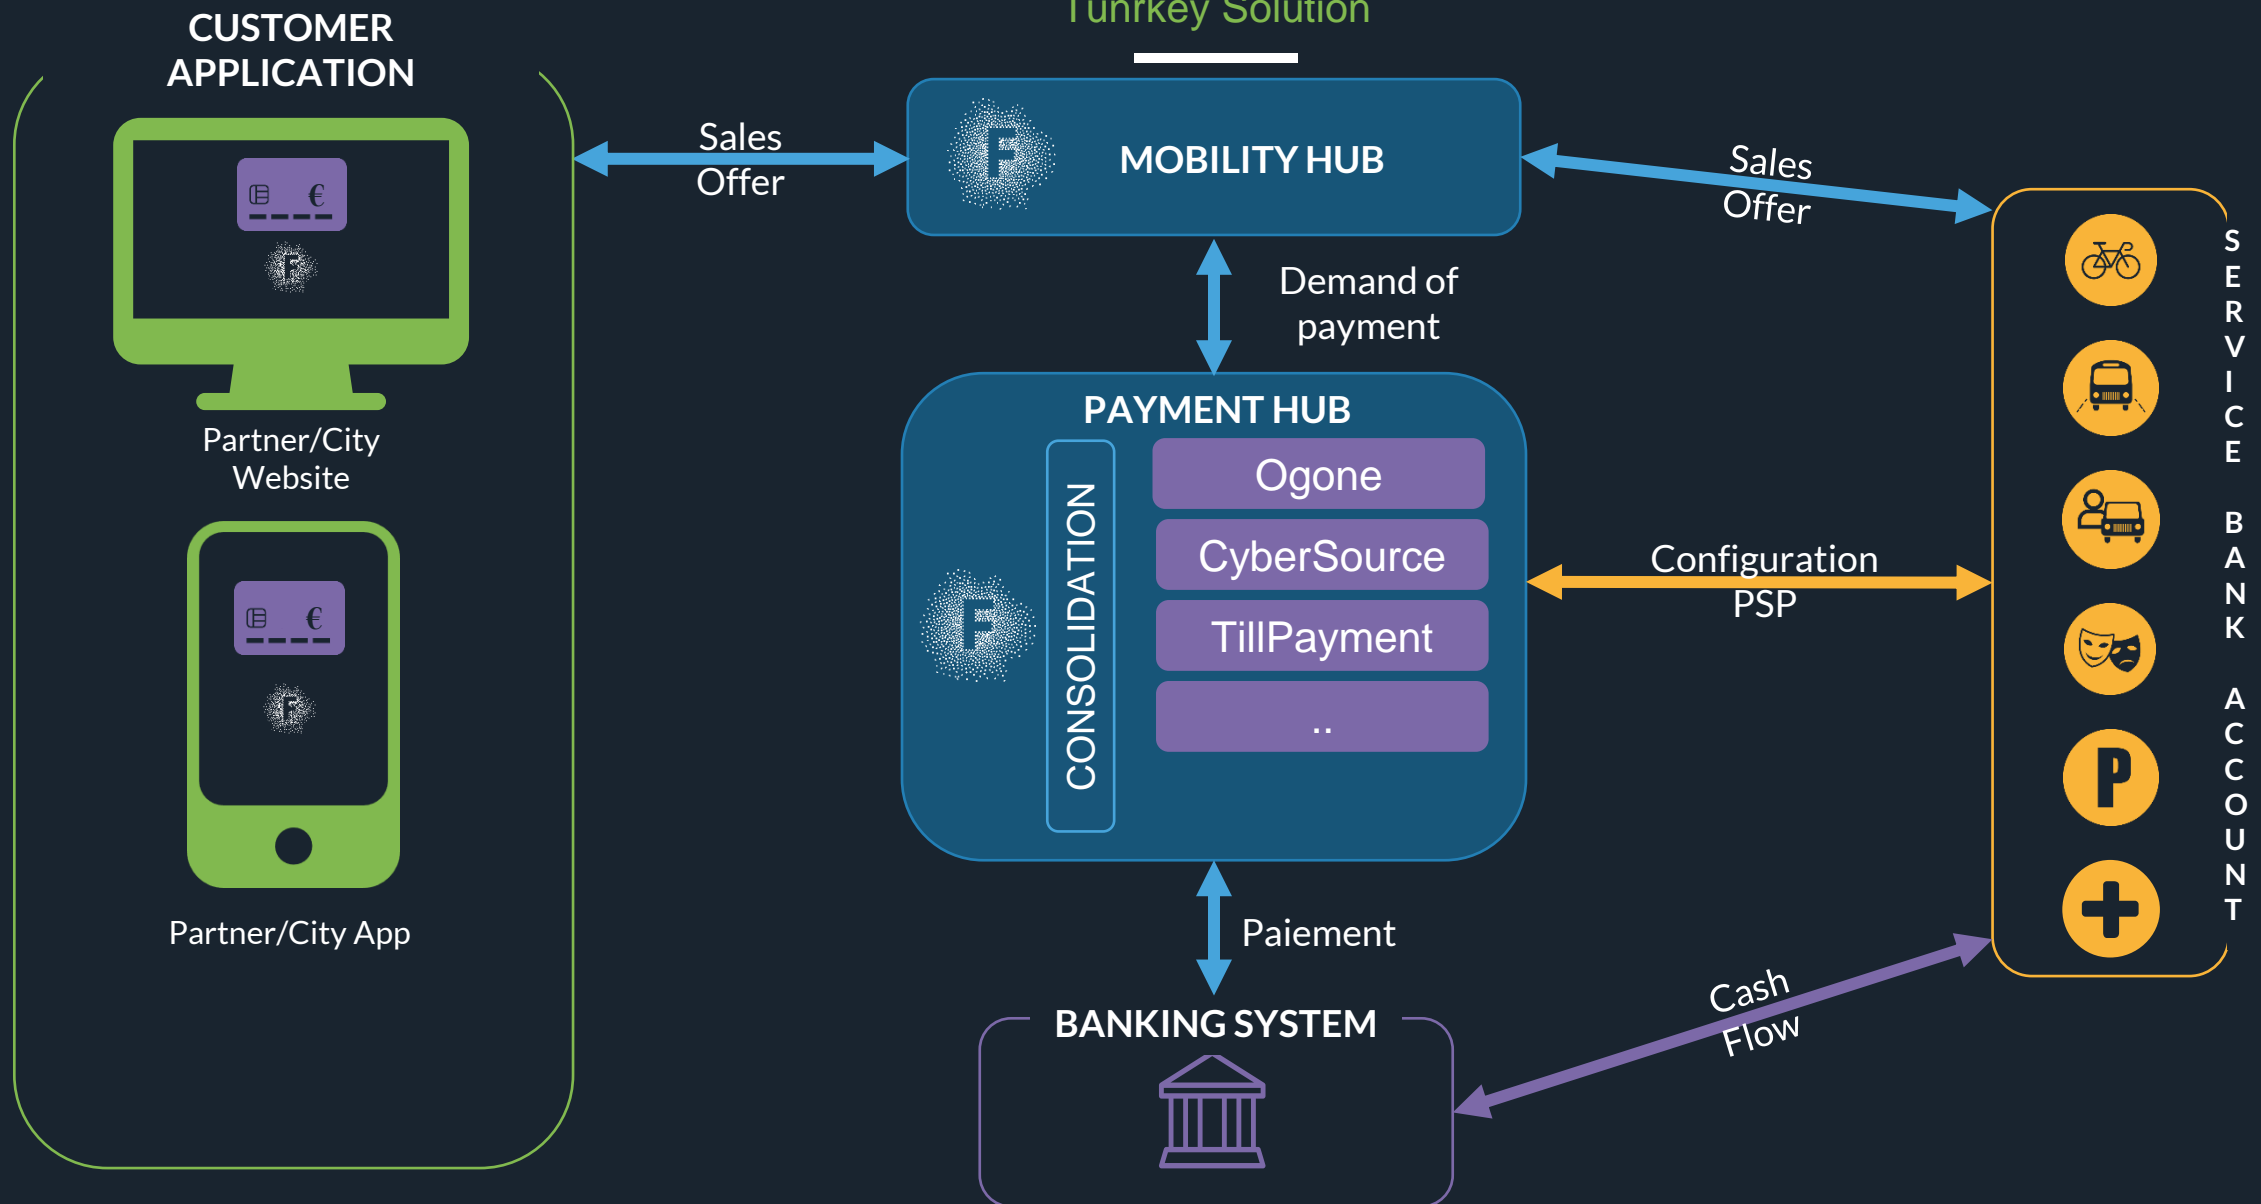 Tunrkey Solution
CUSTOMER
APPLICATION
€
F
Partner/City
Website
€
F
Partner/City App
Sales
Offer
F
MOBILITY HUB
Sales
Offer
Demand of
payment
PAYMENT HUB
F
CONSOLIDATION
Ogone
CyberSource
TillPayment
..
Configuration
PSP
Paiement
BANKING SYSTEM
Cash
Flow
P
SERVICE BANK ACCOUNT